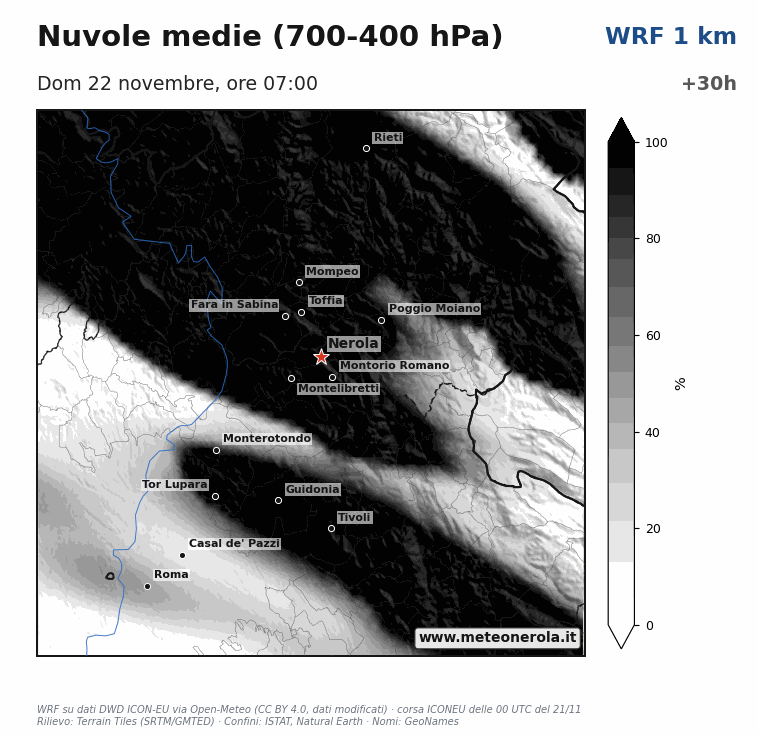 Nuvole medie (700-400 hPa)
WRF 1 km
Dom 22 novembre, ore 07:00
+30h
Rieti
Mompeo
Fara in Sabina
Toffia
Poggio Moiano
Nerola
Montorio Romano
Montelibretti
Monterotondo
Tor Lupara
Guidonia
Tivoli
Casal de' Pazzi
Roma
www.meteonerola.it
100
80
60
40
20
0
%
WRF su dati DWD ICON-EU via Open-Meteo (CC BY 4.0, dati modificati) · corsa ICONEU delle 00 UTC del 21/11
Rilievo: Terrain Tiles (SRTM/GMTED) · Confini: ISTAT, Natural Earth · Nomi: GeoNames